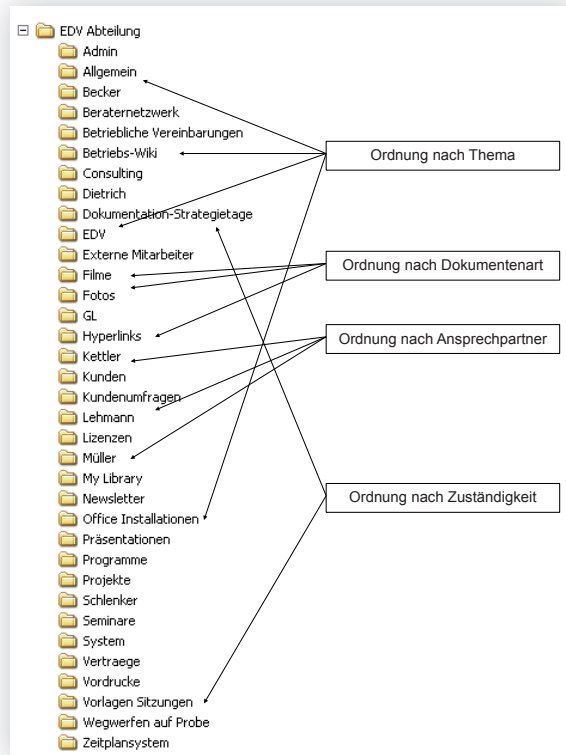 EDV Abteilung
Admin
Allgemein
Becker
Beraternetzwerk
Betriebliche Vereinbarungen
Betriebs-Wiki
Consulting
Dietrich
Dokumentation-Strategietage
EDV
Externe Mitarbeiter
Filme
Fotos
GL
Hyperlinks
Kettler
Kunden
Kundenumfragen
Lehmann
Lizenzen
Müller
My Library
Newsletter
Office Installationen
Präsentationen
Programme
Projekte
Schlenker
Seminare
System
Vertraege
Vordrucke
Vorlagen Sitzungen
Wegwerfen auf Probe
Zeitplansystem
Ordnung nach Thema
Ordnung nach Dokumentenart
Ordnung nach Ansprechpartner
Ordnung nach Zuständigkeit